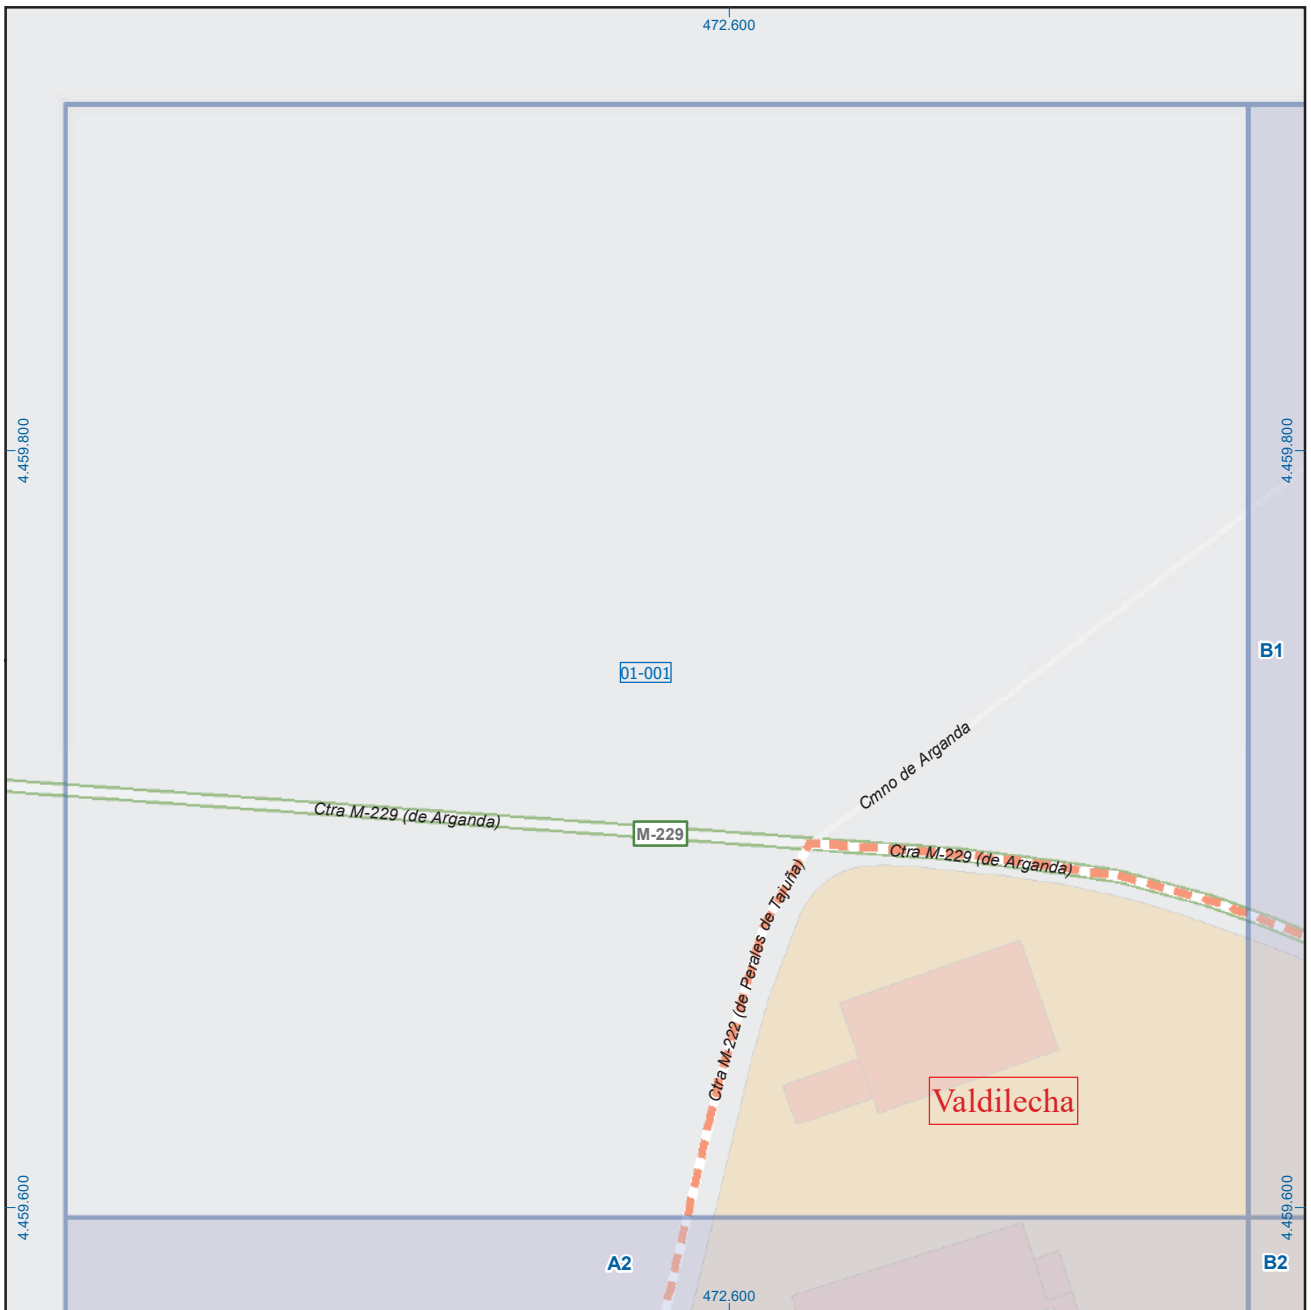 472.600
4.459.800
4.459.800
B1
01-001
Cmno de Arganda
Ctra M-229 (de Arganda)
M-229
Ctra M-229 (de Arganda)
Ctra M-222 (de Perales de Tajuña)
Valdilecha
4.459.600
4.459.600
A2
B2
472.600